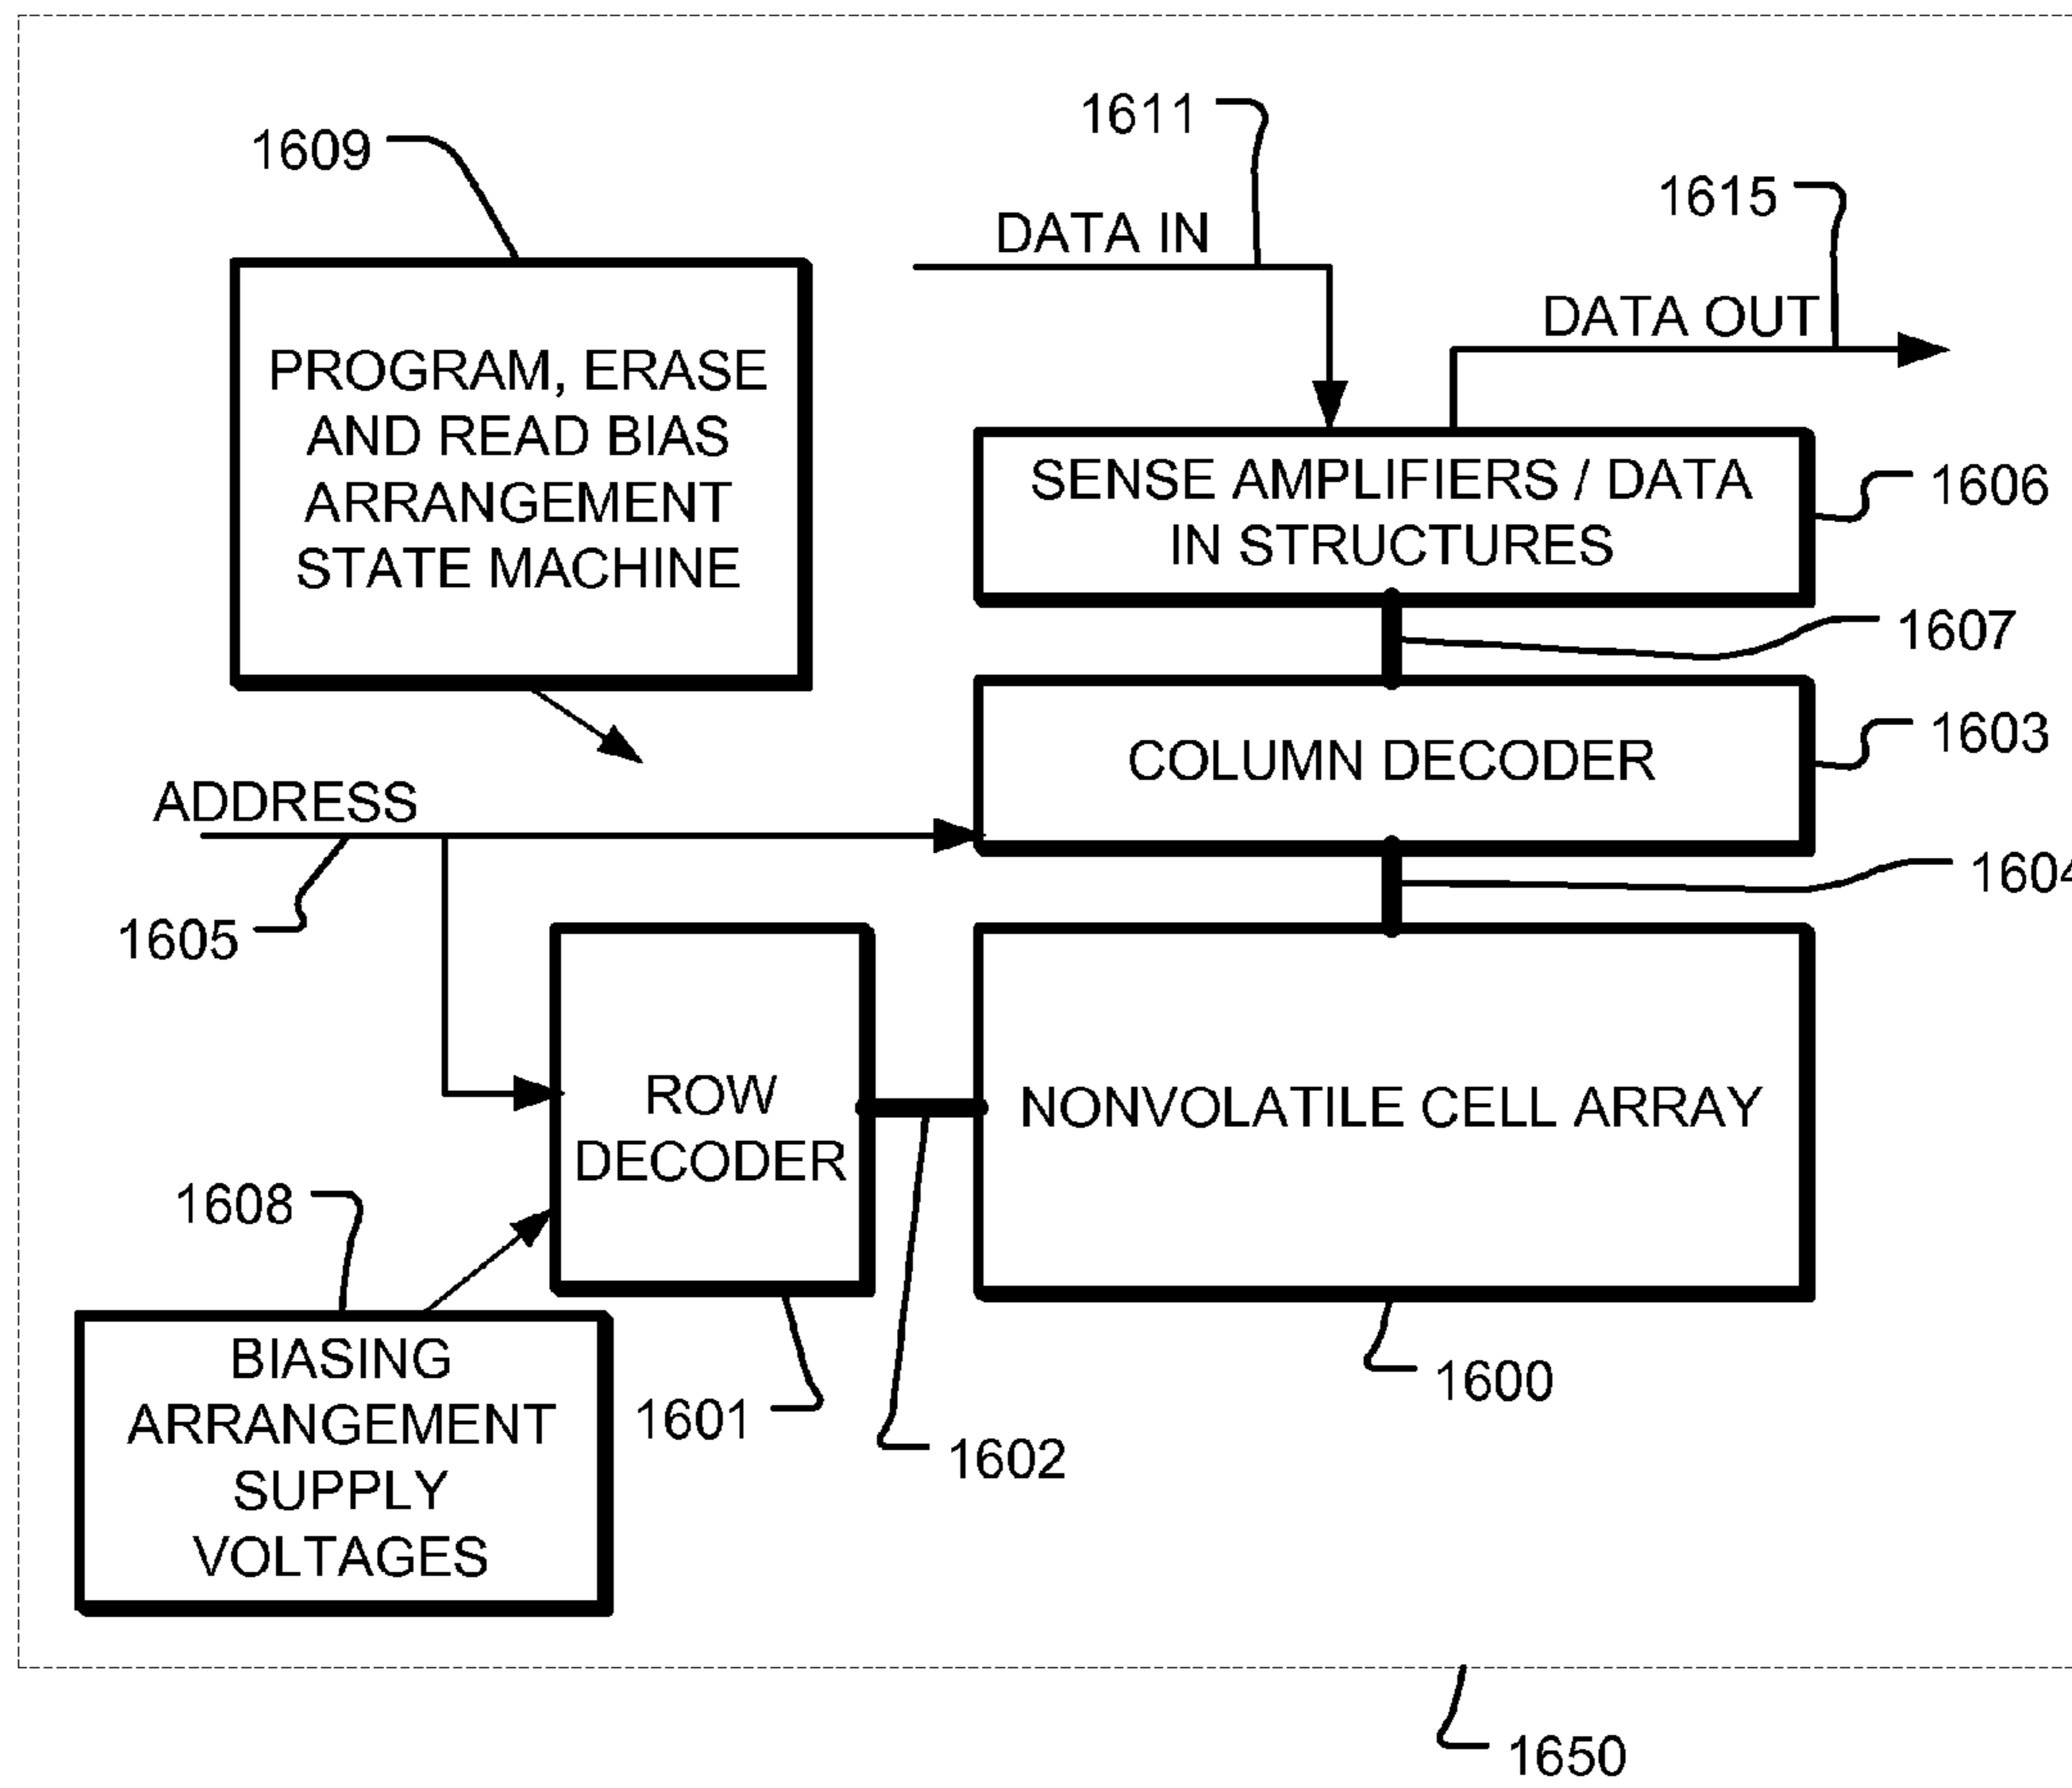 1611
1609
1615
DATA IN
DATA OUT
PROGRAM, ERASE
AND READ BIAS
ARRANGEMENT
STATE MACHINE
SENSE AMPLIFIERS / DATA
IN STRUCTURES
1606
1607
COLUMN DECODER
1603
ADDRESS
1604
1605
ROW
DECODER
NONVOLATILE CELL ARRAY
1608
BIASING
ARRANGEMENT
SUPPLY
VOLTAGES
1601
1602
1600
1650